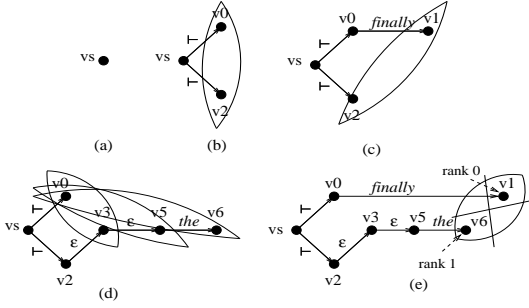 vs
(a)
v0
vs
⊢
⊢
v2
(b)
v0
finally
v1
vs
⊢
⊢
v2
(c)
v0
vs
⊢
⊢
v3
ε
v5
the
v6
ε
v2
(d)
rank 0
v0
finally
v1
vs
⊢
⊢
v3
ε
v5
the
v6
ε
v2
rank 1
(e)